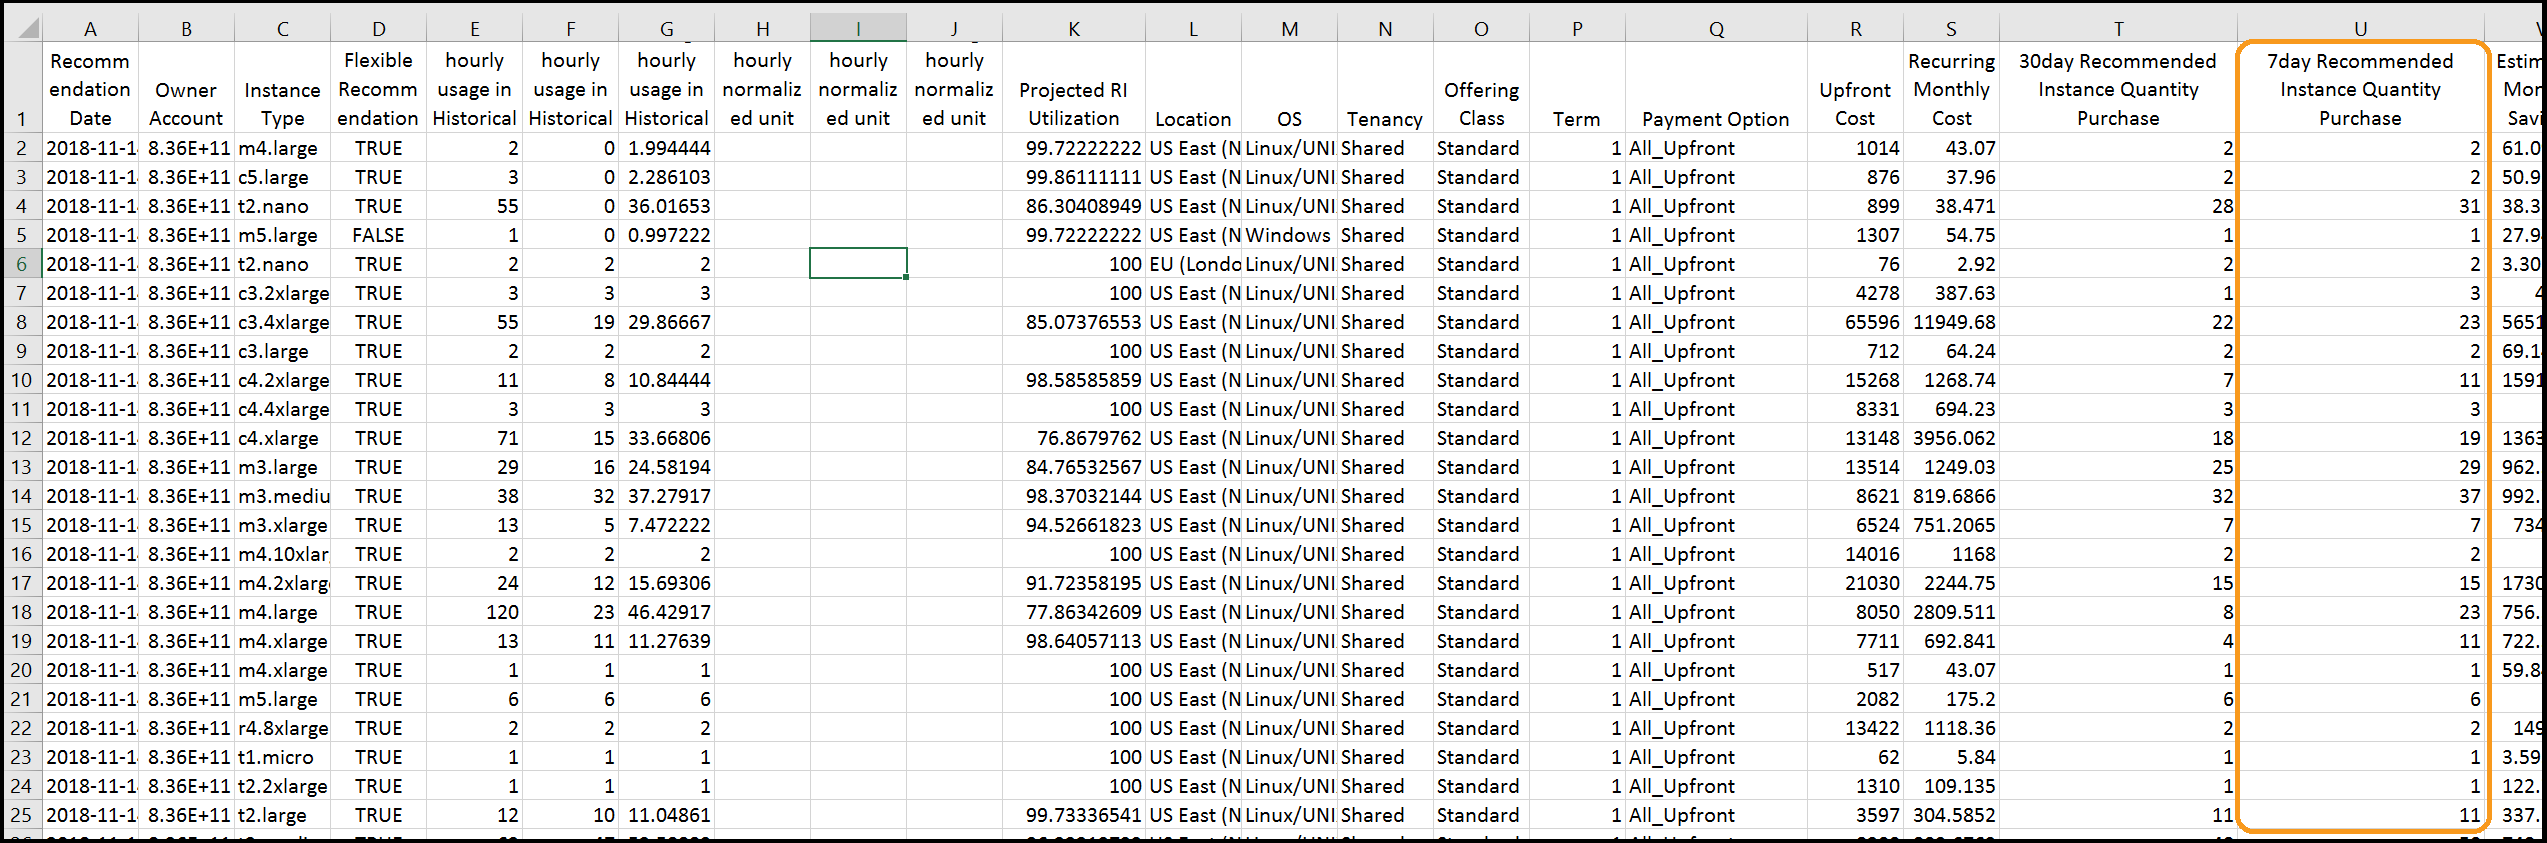 A B C D E F G H I J K L M N O P Q R S T U
1 Recomm endation Date Owner Account Instance Type Flexible Recomm endation hourly usage in Historical hourly usage in Historical hourly usage in Historical hourly normaliz ed unit hourly normaliz ed unit hourly normaliz ed unit Projected RI Utilization Location OS Tenancy Offering Class Term Payment Option Upfront Cost Recurring Monthly Cost 30day Recommended Instance Quantity Purchase 7day Recommended Instance Quantity Purchase Estim Mor Savi
2 2018-11-1 8.36E+11 m4.large TRUE 2 0 1.994444 99.72222222 US East (N Linux/UNI Shared Standard 1 All_Upfront 1014 43.07 2 2 61.0
3 2018-11-1 8.36E+11 c5.large TRUE 3 0 2.286103 99.86111111 US East (N Linux/UNI Shared Standard 1 All_Upfront 876 37.96 2 2 50.9
4 2018-11-1 8.36E+11 t2.nano TRUE 55 0 36.01653 86.30408949 US East (N Linux/UNI Shared Standard 1 All_Upfront 899 38.471 28 31 38.3
5 2018-11-1 8.36E+11 m5.large FALSE 1 0 0.997222 99.72222222 US East (N Windows Shared Standard 1 All_Upfront 1307 54.75 1 1 27.9
6 2018-11-1 8.36E+11 t2.nano TRUE 2 2 2 100 EU (Londo Linux/UNI Shared Standard 1 All_Upfront 76 2.92 2 2 3.30
7 2018-11-1 8.36E+11 c3.2xlarge TRUE 3 3 3 100 US East (N Linux/UNI Shared Standard 1 All_Upfront 4278 387.63 1 3 4
8 2018-11-1 8.36E+11 c3.4xlarge TRUE 55 19 29.86667 85.07376553 US East (N Linux/UNI Shared Standard 1 All_Upfront 65596 11949.68 22 23 5651
9 2018-11-1 8.36E+11 c3.large TRUE 2 2 2 100 US East (N Linux/UNI Shared Standard 1 All_Upfront 712 64.24 2 2 69.1
10 2018-11-1 8.36E+11 c4.2xlarge TRUE 11 8 10.84444 98.58585859 US East (N Linux/UNI Shared Standard 1 All_Upfront 15268 1268.74 7 11 1591
11 2018-11-1 8.36E+11 c4.4xlarge TRUE 3 3 3 100 US East (N Linux/UNI Shared Standard 1 All_Upfront 8331 694.23 3 3
12 2018-11-1 8.36E+11 c4.xlarge TRUE 71 15 33.66806 76.8679762 US East (N Linux/UNI Shared Standard 1 All_Upfront 13148 3956.062 18 19 1363
13 2018-11-1 8.36E+11 m3.large TRUE 29 16 24.58194 84.76532567 US East (N Linux/UNI Shared Standard 1 All_Upfront 13514 1249.03 25 29 962.
14 2018-11-1 8.36E+11 m3.mediu TRUE 38 32 37.27917 98.37032144 US East (N Linux/UNI Shared Standard 1 All_Upfront 8621 819.6866 32 37 992.
15 2018-11-1 8.36E+11 m3.xlarge TRUE 13 5 7.472222 94.52661823 US East (N Linux/UNI Shared Standard 1 All_Upfront 6524 751.2065 7 7 734
16 2018-11-1 8.36E+11 m4.10xlar TRUE 2 2 2 100 US East (N Linux/UNI Shared Standard 1 All_Upfront 14016 1168 2 2
17 2018-11-1 8.36E+11 m4.2xlarg TRUE 24 12 15.69306 91.72358195 US East (N Linux/UNI Shared Standard 1 All_Upfront 21030 2244.75 15 15 1730
18 2018-11-1 8.36E+11 m4.large TRUE 120 23 46.42917 77.86342609 US East (N Linux/UNI Shared Standard 1 All_Upfront 8050 2809.511 8 23 756.
19 2018-11-1 8.36E+11 m4.xlarge TRUE 13 11 11.27639 98.64057113 US East (N Linux/UNI Shared Standard 1 All_Upfront 7711 692.841 4 11 722.
20 2018-11-1 8.36E+11 m4.xlarge TRUE 1 1 1 100 US East (N Linux/UNI Shared Standard 1 All_Upfront 517 43.07 1 1 59.8
21 2018-11-1 8.36E+11 m5.large TRUE 6 6 6 100 US East (N Linux/UNI Shared Standard 1 All_Upfront 2082 175.2 6 6
22 2018-11-1 8.36E+11 r4.8xlarge TRUE 2 2 2 100 US East (N Linux/UNI Shared Standard 1 All_Upfront 13422 1118.36 2 2 149
23 2018-11-1 8.36E+11 t1.micro TRUE 1 1 1 100 US East (N Linux/UNI Shared Standard 1 All_Upfront 62 5.84 1 1 3.59
24 2018-11-1 8.36E+11 t2.2xlarge TRUE 1 1 1 100 US East (N Linux/UNI Shared Standard 1 All_Upfront 1310 109.135 1 1 122.
25 2018-11-1 8.36E+11 t2.large TRUE 12 10 11.04861 99.73336541 US East (N Linux/UNI Shared Standard 1 All_Upfront 3597 304.5852 11 11 337.